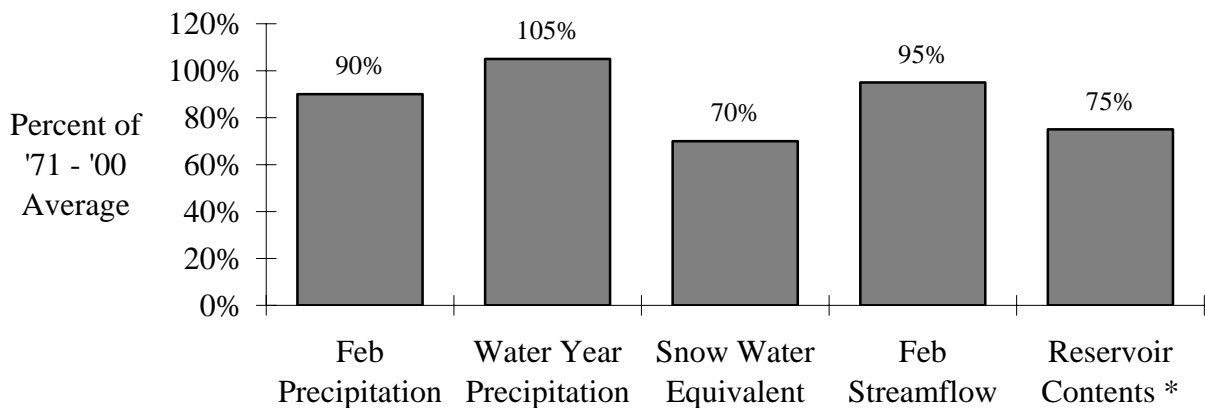 120%
100%
80%
60%
40%
20%
0%
Percent of
'71 - '00
Average
90%
105%
70%
95%
75%
Feb
Precipitation
Water Year
Precipitation
Snow Water
Equivalent
Feb
Streamflow
Reservoir
Contents *